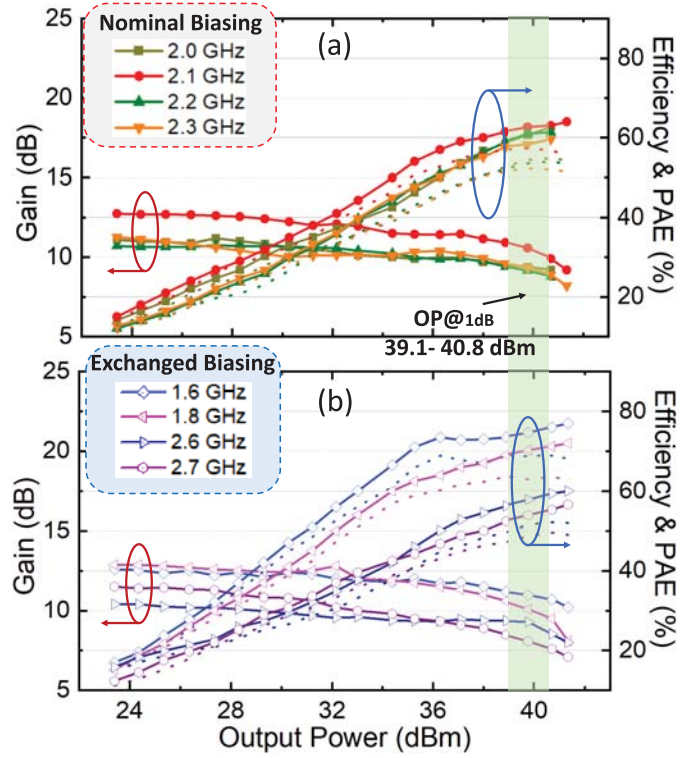 Nominal Biasing
2.0 GHz
2.1 GHz
2.2 GHz
2.3 GHz
(a)
25
20
15
10
5
Gain (dB)
80
60
40
20
Efficiency & PAE (%)
OP@1dB
39.1- 40.8 dBm
Exchanged Biasing
1.6 GHz
1.8 GHz
2.6 GHz
2.7 GHz
(b)
25
20
15
10
5
Gain (dB)
80
60
40
20
Efficiency & PAE (%)
24 28 32 36 40
Output Power (dBm)